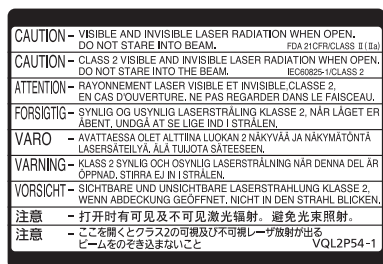 CAUTION – VISIBLE AND INVISIBLE LASER RADIATION WHEN OPEN.
DO NOT STARE INTO BEAM. FDA 21CFR/CLASS II (IIa)
CAUTION – CLASS 2 VISIBLE AND INVISIBLE LASER RADIATION WHEN OPEN.
DO NOT STARE INTO THE BEAM. IEC60825-1/CLASS 2
ATTENTION – RAYONNEMENT LASER VISIBLE ET INVISIBLE,CLASSE 2,
EN CAS D'OUVERTURE. NE PAS REGARDER DANS LE FAISCEAU.
FORSIGTIG – SYNLIG OG USYNLIG LASERSTRÅLING KLASSE 2, NÅR LÅGET ER
ÅBENT, UNDGÅ AT SE LIGE IND I STRÅLEN.
VARO – AVATTAESSA OLET ALTTIINA LUOKAN 2 NÄKYVÄÄ JA NÄKYMÄTÖNTÄ
LASERSÄTEILYÄ. ÄLÄ TUIJOTA SÄTEESEEN.
VARNING – KLASS 2 SYNLIG OCH OSYNLIG LASERSTRÅLNING NÄR DENNA DEL ÄR
ÖPPNAD. STIRRA EJ IN I STRÅLEN.
VORSICHT – SICHTBARE UND UNSICHTBARE LASERSTRAHLUNG KLASSE 2,
WENN ABDECKUNG GEÖFFNET. NICHT IN DEN STRAHL BLICKEN.
注意 – 打开时有可见及不可见激光辐射。避免光束照射。
注意 – ここを開くとクラス2の可視及び不可視レーザ放射が出る
ビームをのぞき込まないこと VQL2P54-1